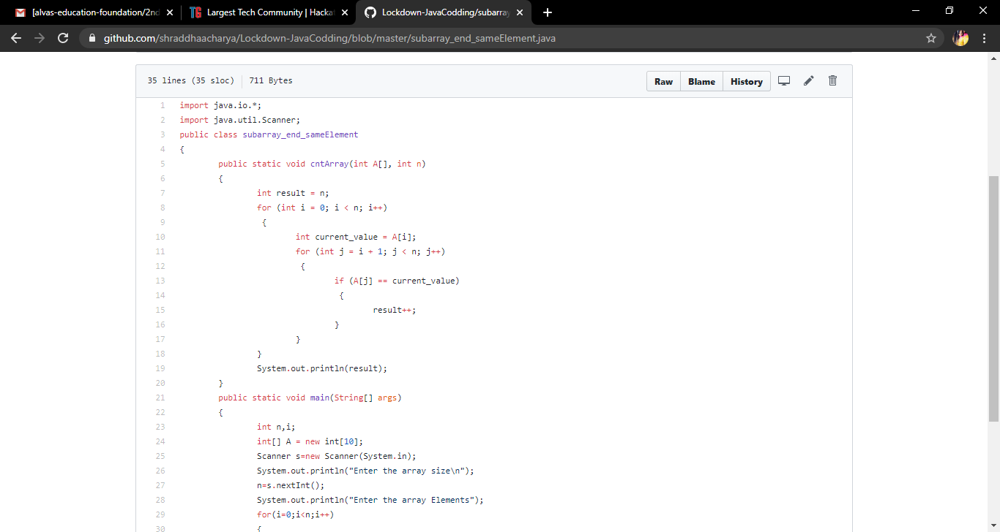 [alvas-education-foundation/2nd
Largest Tech Community | Hacka
Lockdown-JavaCodding/subarray
github.com/shraddhaacharya/Lockdown-JavaCodding/blob/master/subarray_end_sameElement.java
35 lines (35 sloc) 711 Bytes
Raw Blame History
1 import java.io.*;
2 import java.util.Scanner;
3 public class subarray_end_sameElement
4 {
5 public static void cntArray(int A[], int n)
6 {
7 int result = n;
8 for (int i = 0; i < n; i++)
9 {
10 int current_value = A[i];
11 for (int j = i + 1; j < n; j++)
12 {
13 if (A[j] == current_value)
14 {
15 result++;
16 }
17 }
18 }
19 System.out.println(result);
20 }
21 public static void main(String[] args)
22 {
23 int n,i;
24 int[] A = new int[10];
25 Scanner s=new Scanner(System.in);
26 System.out.println("Enter the array size\n");
27 n=s.nextInt();
28 System.out.println("Enter the array Elements");
29 for(i=0;i<n;i++)
30 {